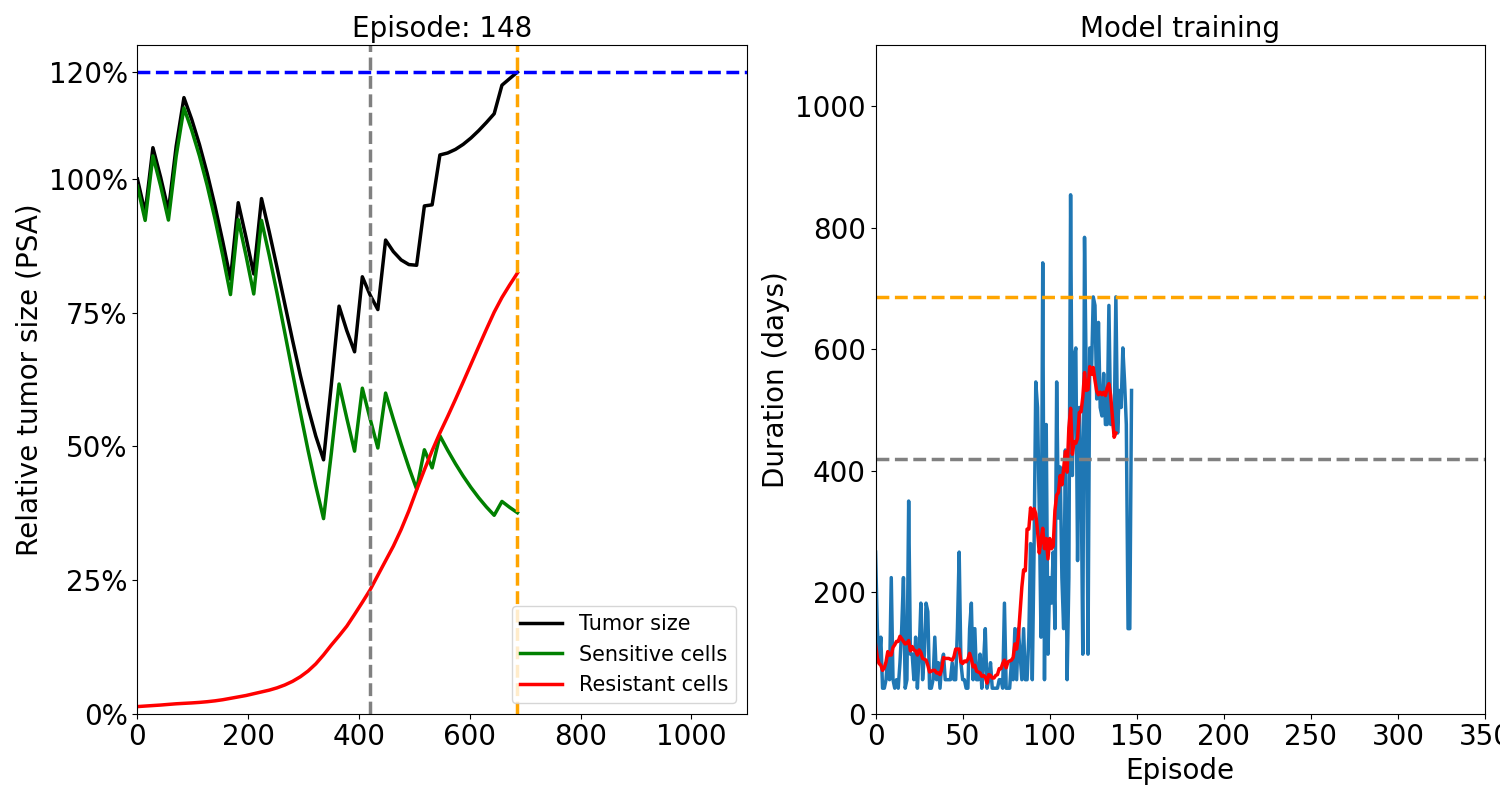 Episode: 148
Relative tumor size (PSA)
120%
100%
75%
50%
25%
0%
0 200 400 600 800 1000
Tumor size
Sensitive cells
Resistant cells
Model training
Duration (days)
1000
800
600
400
200
0
0 50 100 150 200 250 300 350
Episode